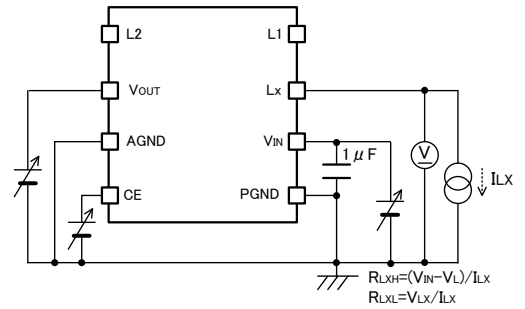 L2
L1
VOUT
Lx
AGND
VIN
1μF
V
ILX
CE
PGND
RLXH=(VIN-VL)/ILX
RLXL=VLX/ILX